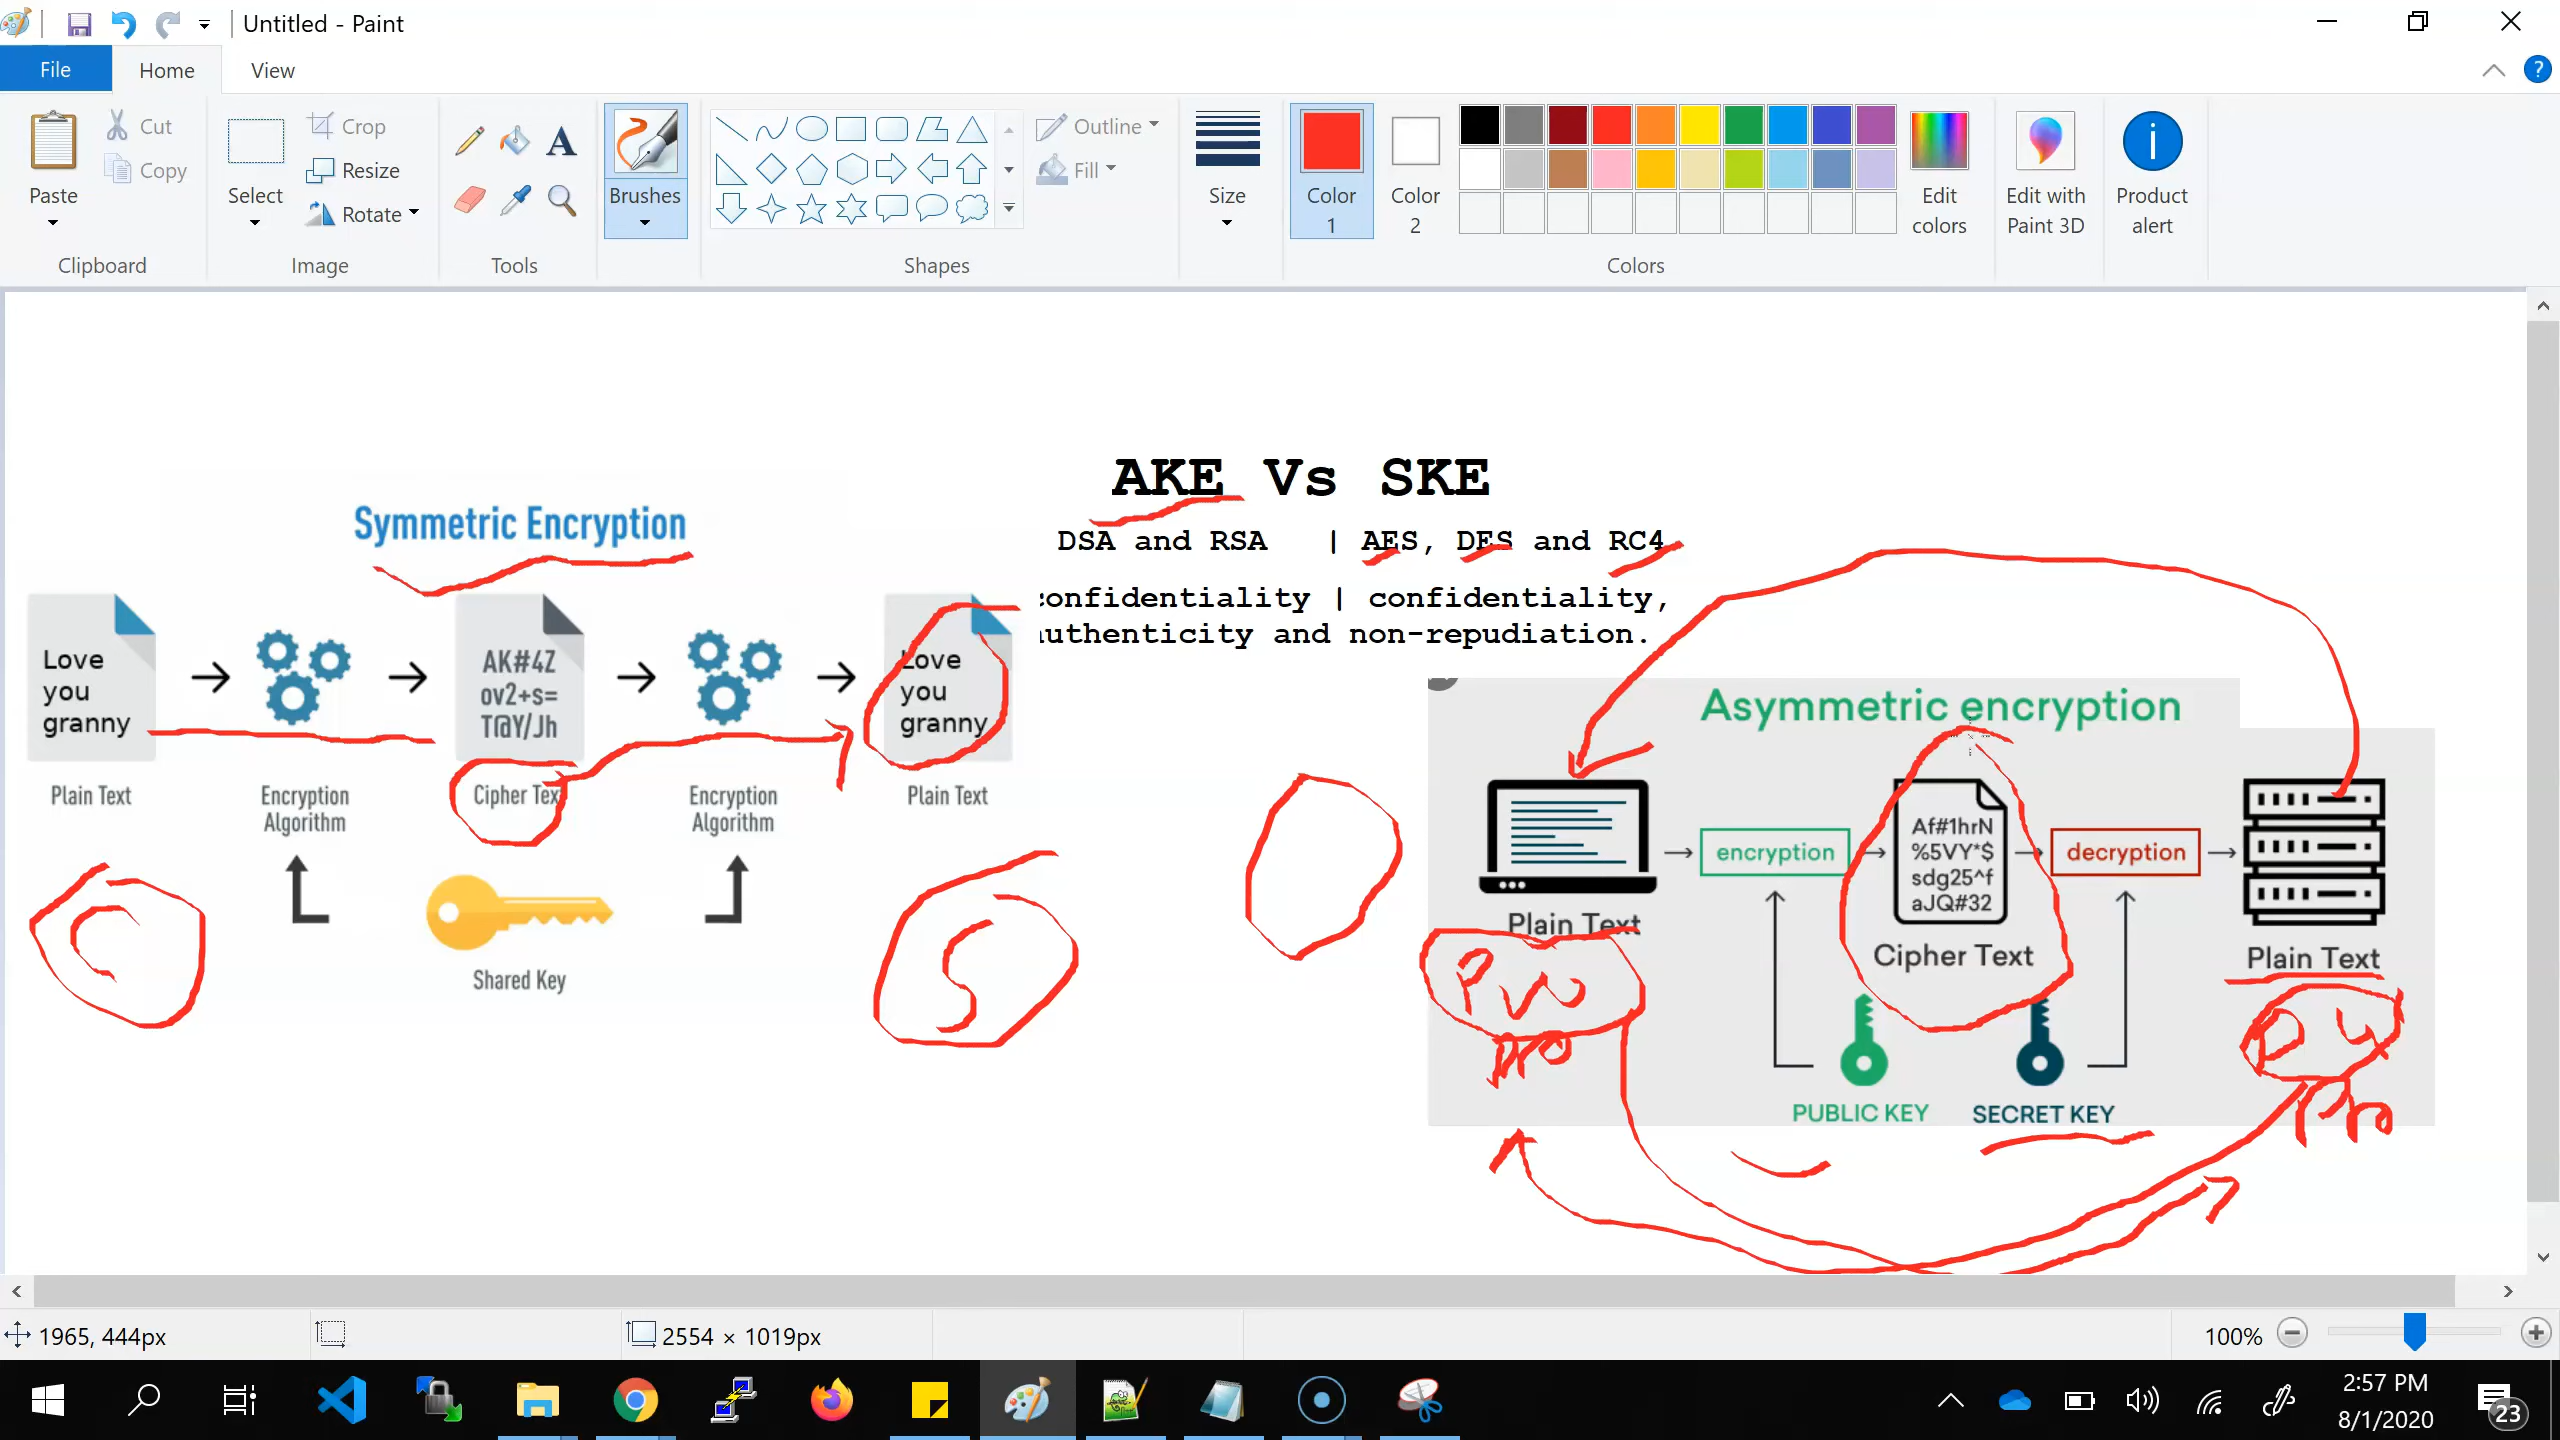 Untitled - Paint
File
Home
View
Paste
Cut
Copy
Clipboard
Select
Crop
Resize
Rotate
Image
A
Tools
Brushes
Shapes
Outline
Fill
Size
Color
1
Color
2
Edit
colors
Colors
Edit with
Paint 3D
Product
alert
AKE Vs SKE
DSA and RSA | AES, DES and RC4
confidentiality | confidentiality,
authenticity and non-repudiation.
Symmetric Encryption
Love
you
granny
Plain Text
Encryption
Algorithm
AK#4Z
ov2+s=
T@Y/Jh
Cipher Text
Encryption
Algorithm
Love
you
granny
Plain Text
Shared Key
C
S
Asymmetric encryption
Plain Text
encryption
Af#1hrN
%5VY*$
sdg25^f
aJQ#32
Cipher Text
decryption
Plain Text
PUBLIC KEY
SECRET KEY
1965, 444px
2554 × 1019px
100%
2:57 PM
8/1/2020
23